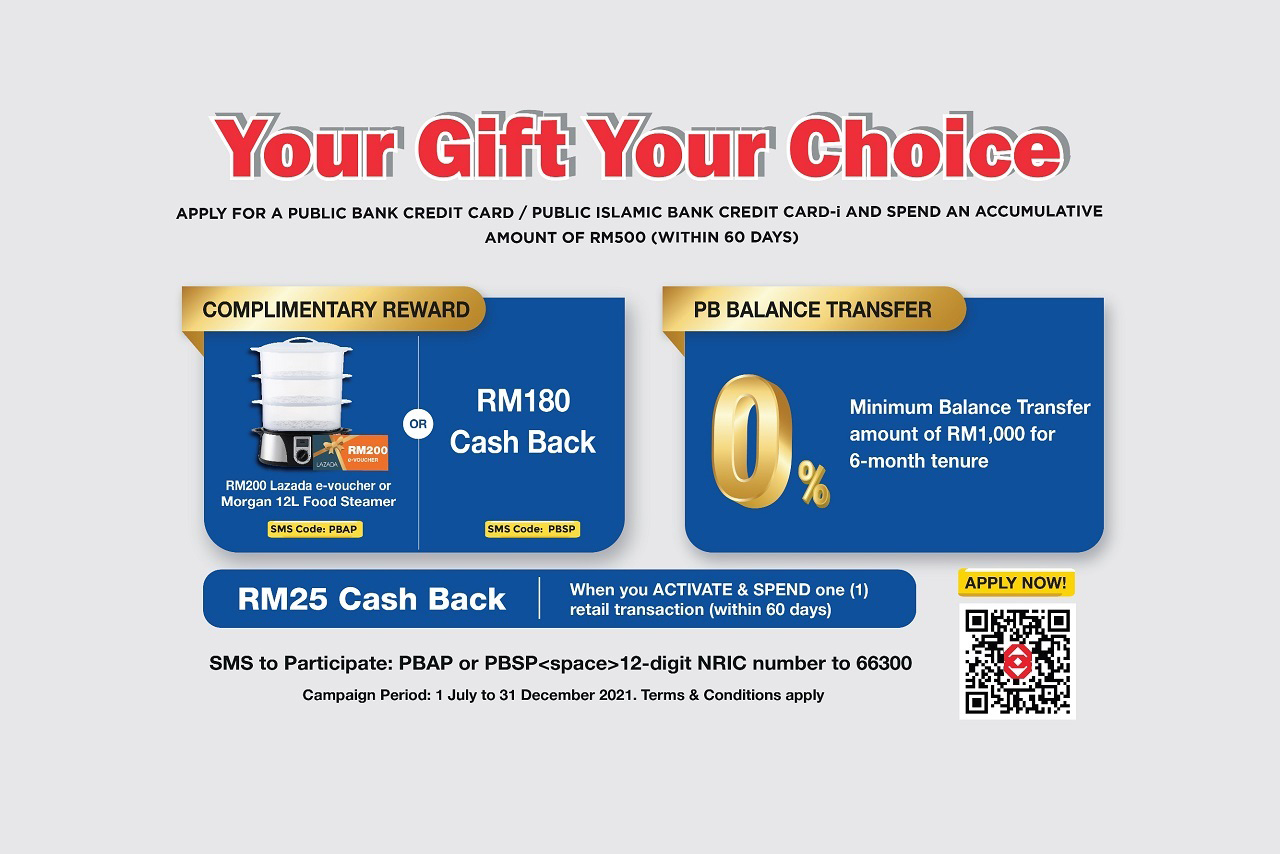 Your Gift Your Choice
APPLY FOR A PUBLIC BANK CREDIT CARD / PUBLIC ISLAMIC BANK CREDIT CARD-i AND SPEND AN ACCUMULATIVE
AMOUNT OF RM500 (WITHIN 60 DAYS)
COMPLIMENTARY REWARD
RM200
e-VOUCHER
LAZADA
RM200 Lazada e-voucher or
Morgan 12L Food Steamer
SMS Code: PBAP
OR
RM180
Cash Back
SMS Code: PBSP
PB BALANCE TRANSFER
0%
Minimum Balance Transfer
amount of RM1,000 for
6-month tenure
RM25 Cash Back
When you ACTIVATE & SPEND one (1)
retail transaction (within 60 days)
APPLY NOW!
SMS to Participate: PBAP or PBSP<space>12-digit NRIC number to 66300
Campaign Period: 1 July to 31 December 2021. Terms & Conditions apply